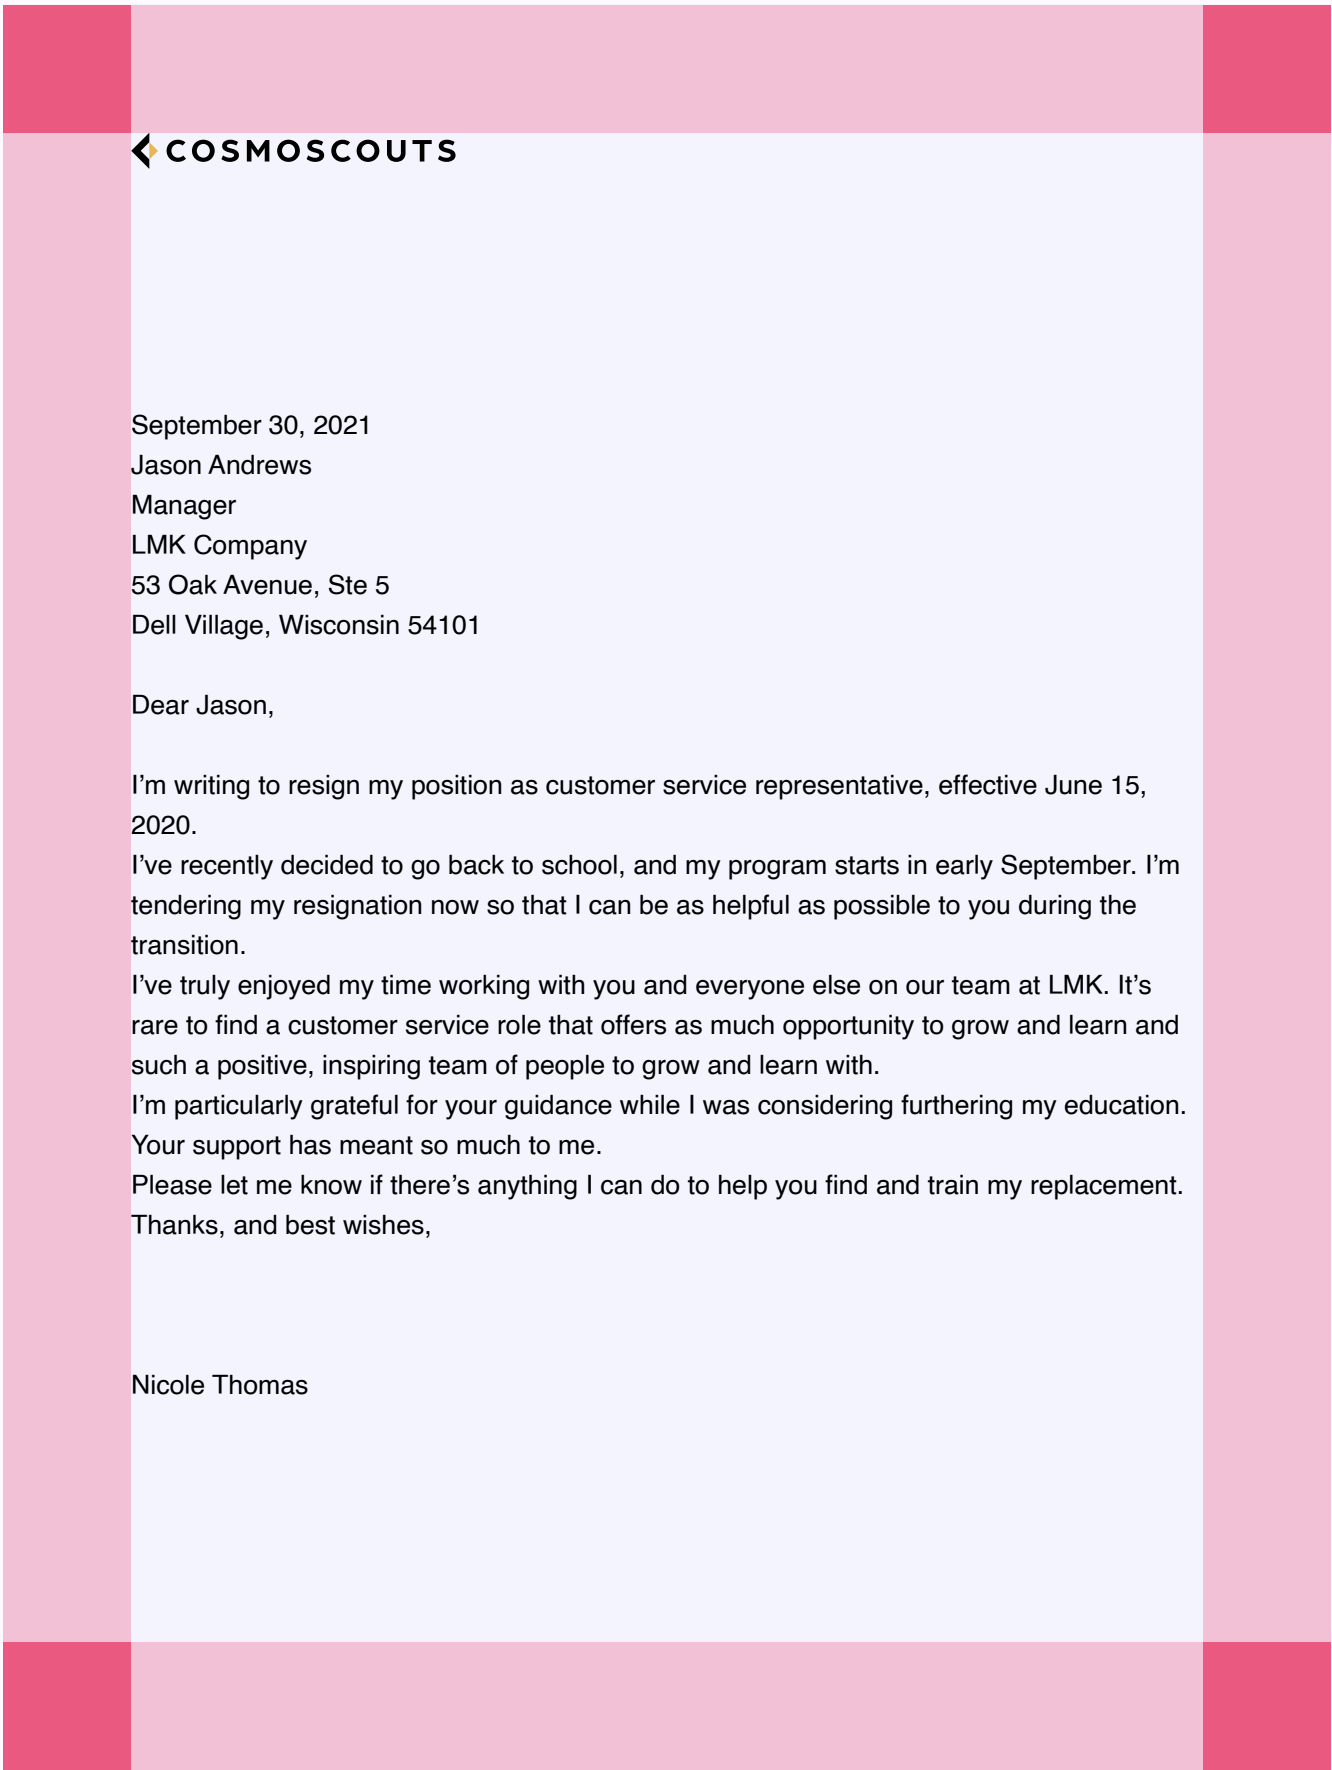 COSMOSCOUTS
September 30, 2021
Jason Andrews
Manager
LMK Company
53 Oak Avenue, Ste 5
Dell Village, Wisconsin 54101
Dear Jason,
I’m writing to resign my position as customer service representative, effective June 15,
2020.
I’ve recently decided to go back to school, and my program starts in early September. I’m
tendering my resignation now so that I can be as helpful as possible to you during the
transition.
I’ve truly enjoyed my time working with you and everyone else on our team at LMK. It’s
rare to find a customer service role that offers as much opportunity to grow and learn and
such a positive, inspiring team of people to grow and learn with.
I’m particularly grateful for your guidance while I was considering furthering my education.
Your support has meant so much to me.
Please let me know if there’s anything I can do to help you find and train my replacement.
Thanks, and best wishes,
Nicole Thomas